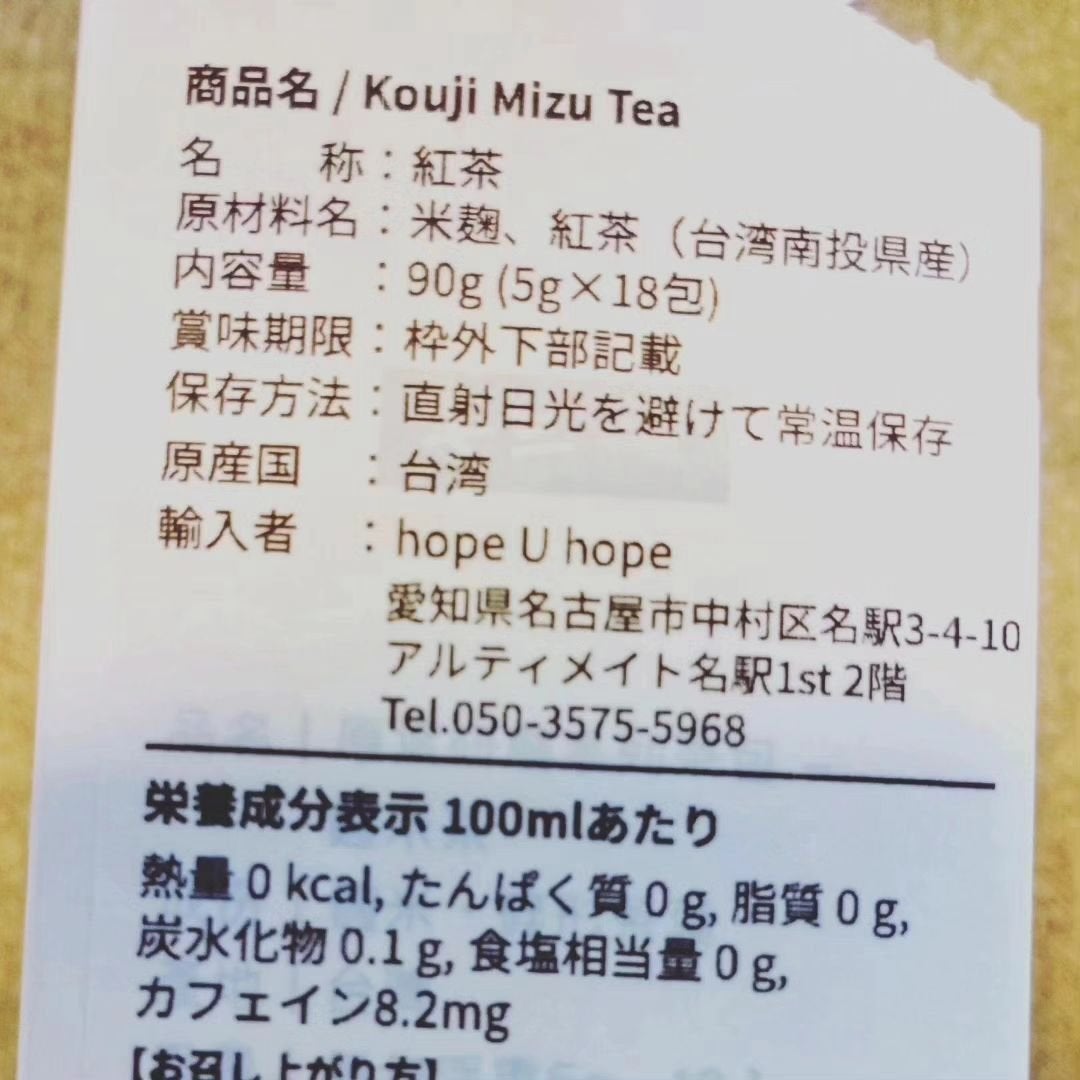 商品名 / Kouji Mizu Tea
名　　称：紅茶
原材料名：米麹、紅茶（台湾南投県産）
内容量　：90g (5g×18包)
賞味期限：枠外下部記載
保存方法：直射日光を避けて常温保存
原産国　：台湾
輸入者　：hope U hope
愛知県名古屋市中村区名駅3-4-10
アルティメイト名駅1st 2階
Tel.050-3575-5968
栄養成分表示 100mlあたり
熱量 0 kcal, たんぱく質 0 g, 脂質 0 g,
炭水化物 0.1 g, 食塩相当量 0 g,
カフェイン8.2mg
【お召し上がり方】